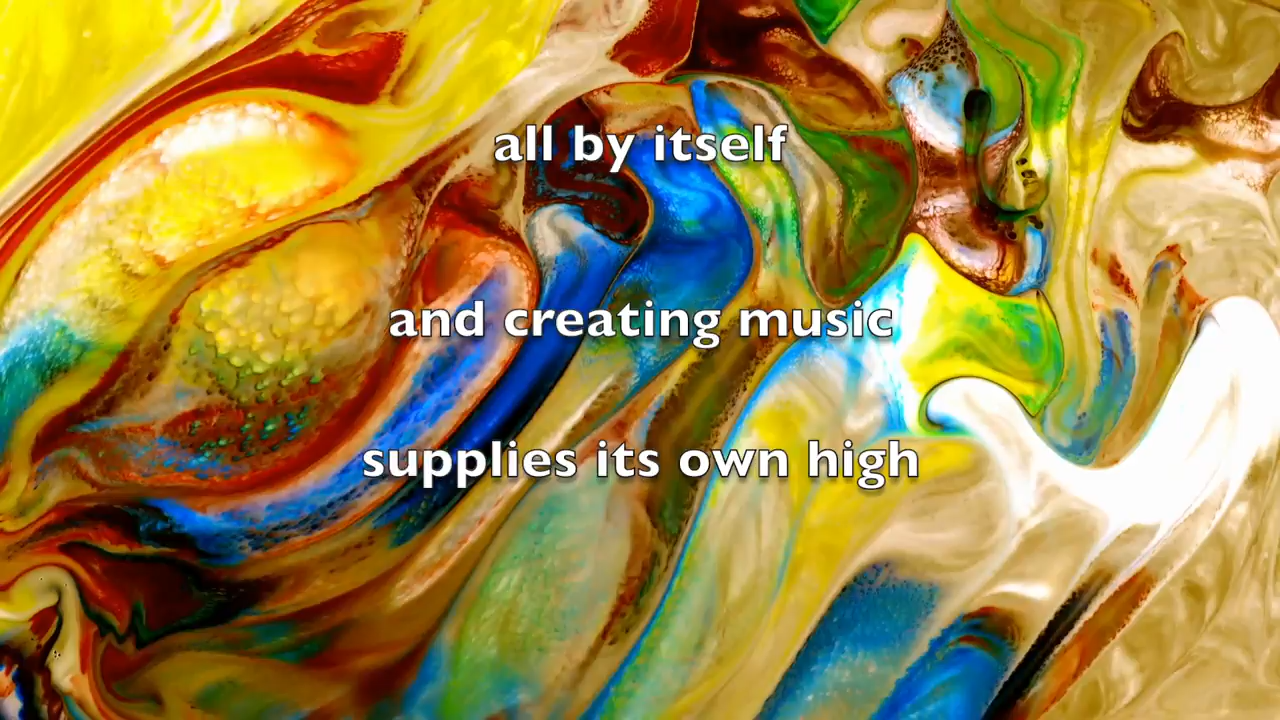 all by itself
and creating music
supplies its own high